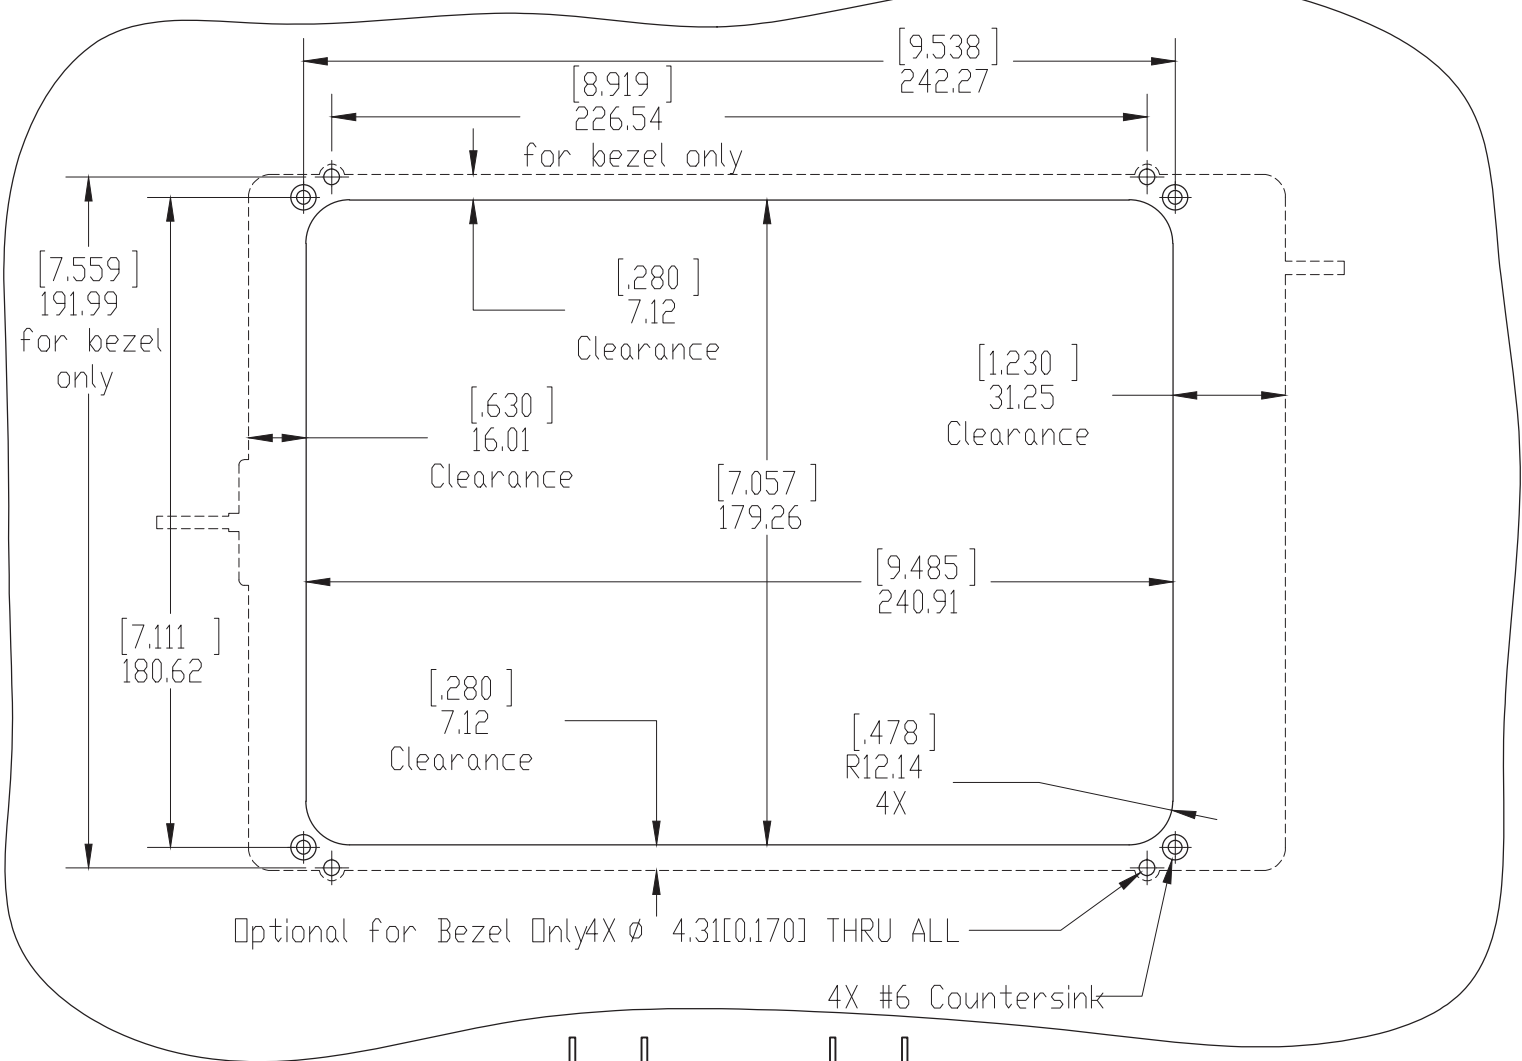 [9.538]
242.27
[8.919]
226.54
for bezel only
[7.559]
191.99
for bezel
only
[.280]
7.12
Clearance
[1.230]
31.25
Clearance
[.630]
16.01
Clearance
[7.057]
179.26
[9.485]
240.91
[7.111]
180.62
[.280]
7.12
Clearance
[.478]
R12.14
4X
Optional for Bezel Only4X ϕ 4.31[0.170] THRU ALL
4X #6 Countersink